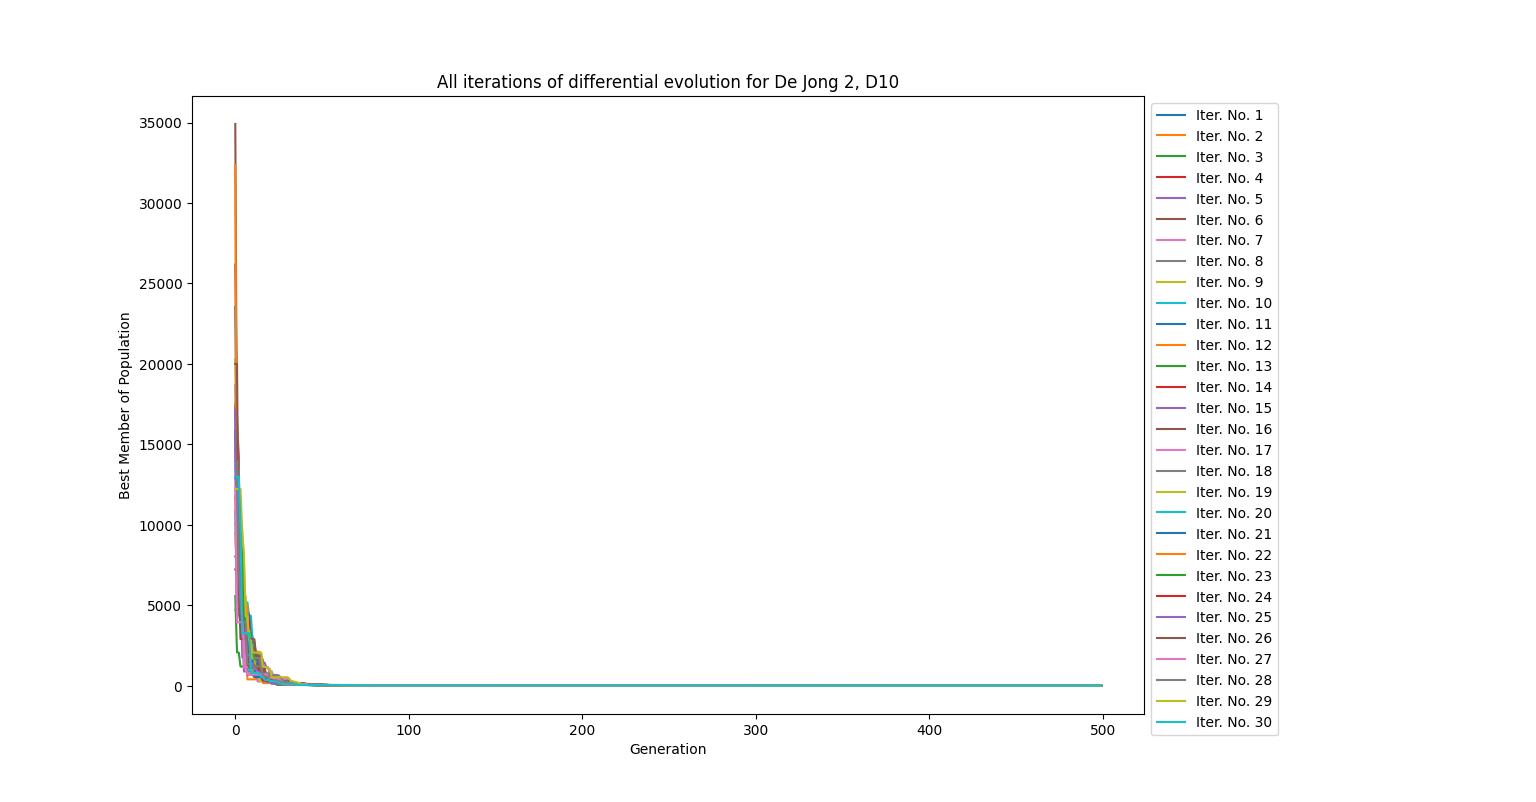 All iterations of differential evolution for De Jong 2, D10
Best Member of Population
35000
30000
25000
20000
15000
10000
5000
0
0 100 200 300 400 500
Generation
Iter. No. 1
Iter. No. 2
Iter. No. 3
Iter. No. 4
Iter. No. 5
Iter. No. 6
Iter. No. 7
Iter. No. 8
Iter. No. 9
Iter. No. 10
Iter. No. 11
Iter. No. 12
Iter. No. 13
Iter. No. 14
Iter. No. 15
Iter. No. 16
Iter. No. 17
Iter. No. 18
Iter. No. 19
Iter. No. 20
Iter. No. 21
Iter. No. 22
Iter. No. 23
Iter. No. 24
Iter. No. 25
Iter. No. 26
Iter. No. 27
Iter. No. 28
Iter. No. 29
Iter. No. 30